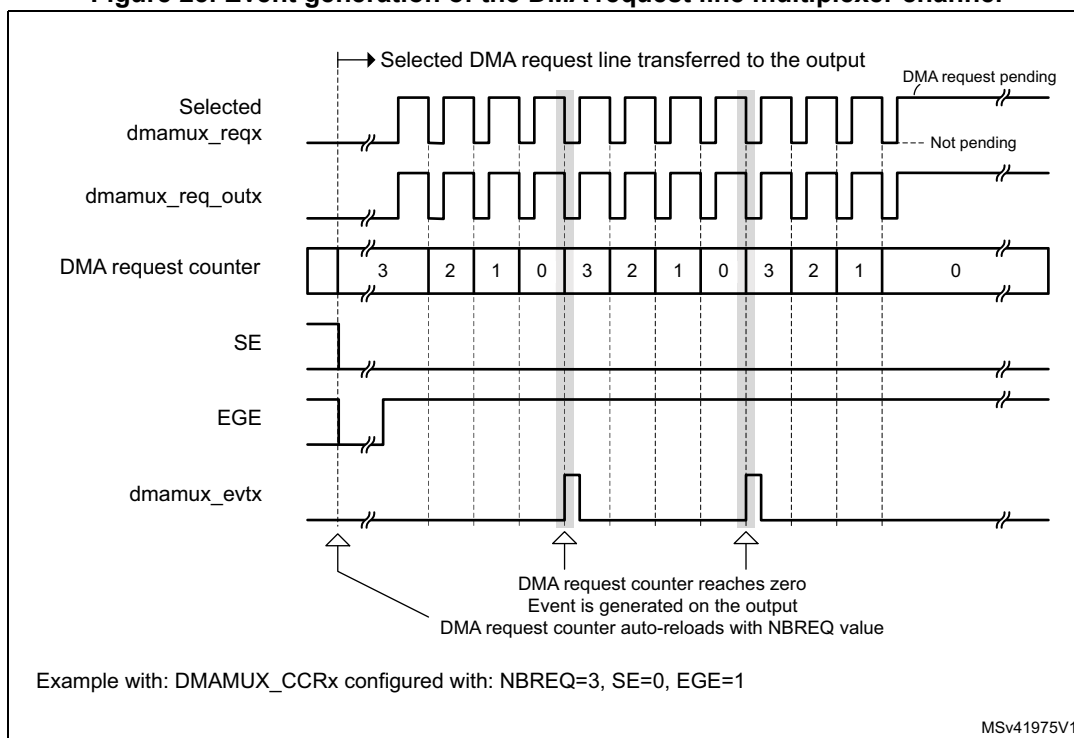 Figure 28. Event generation of the DMA request line multiplexer channel
Selected DMA request line transferred to the output
DMA request pending
Selected
dmamux_reqx
Not pending
dmamux_req_outx
DMA request counter
3 2 1 0 3 2 1 0 3 2 1 0
SE
EGE
dmamux_evtx
DMA request counter reaches zero
Event is generated on the output
DMA request counter auto-reloads with NBREQ value
Example with: DMAMUX_CCRx configured with: NBREQ=3, SE=0, EGE=1
MSv41975V1